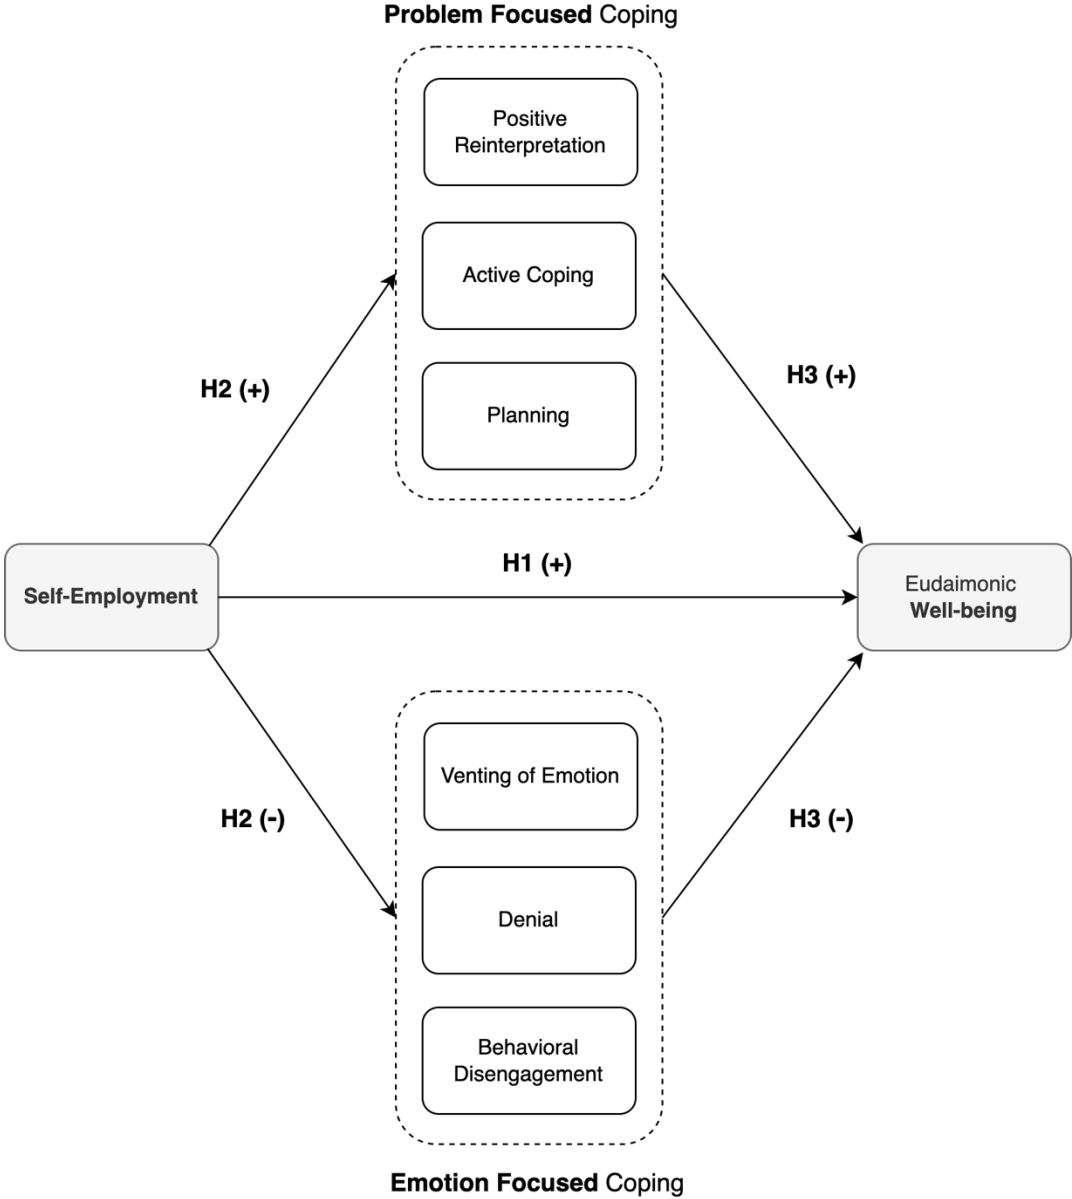 Problem Focused Coping
Positive
Reinterpretation
Active Coping
H2 (+)
H3 (+)
Planning
H1 (+)
Self-Employment
Eudaimonic
Well-being
Venting of Emotion
H2 (-)
H3 (-)
Denial
Behavioral
Disengagement
Emotion Focused Coping